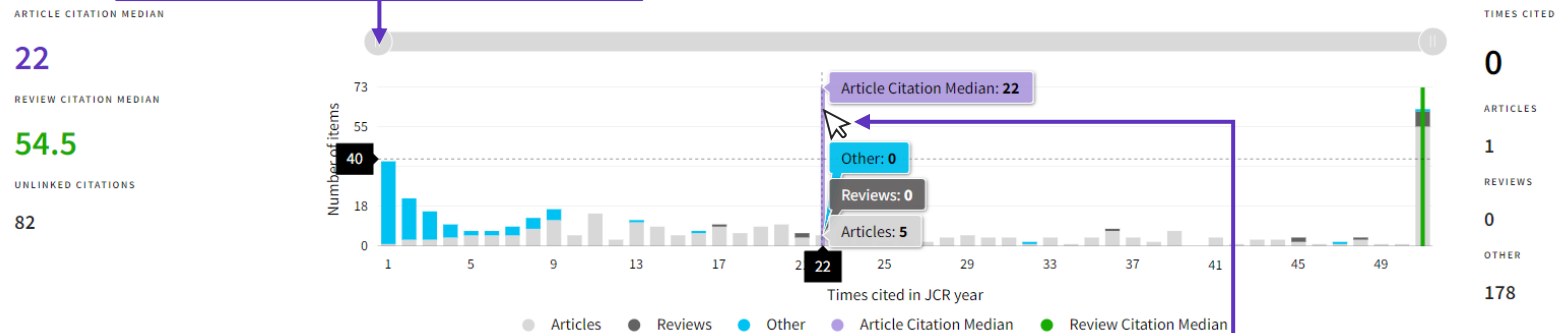 ARTICLE CITATION MEDIAN
22
REVIEW CITATION MEDIAN
54.5
UNLINKED CITATIONS
82
Number of items
73
55
40
18
0
Article Citation Median: 22
Other: 0
Reviews: 0
Articles: 5
1 5 9 13 17 2 22 25 29 33 37 41 45 49
Times cited in JCR year
Articles Reviews Other Article Citation Median Review Citation Median
TIMES CITED
0
ARTICLES
1
REVIEWS
0
OTHER
178